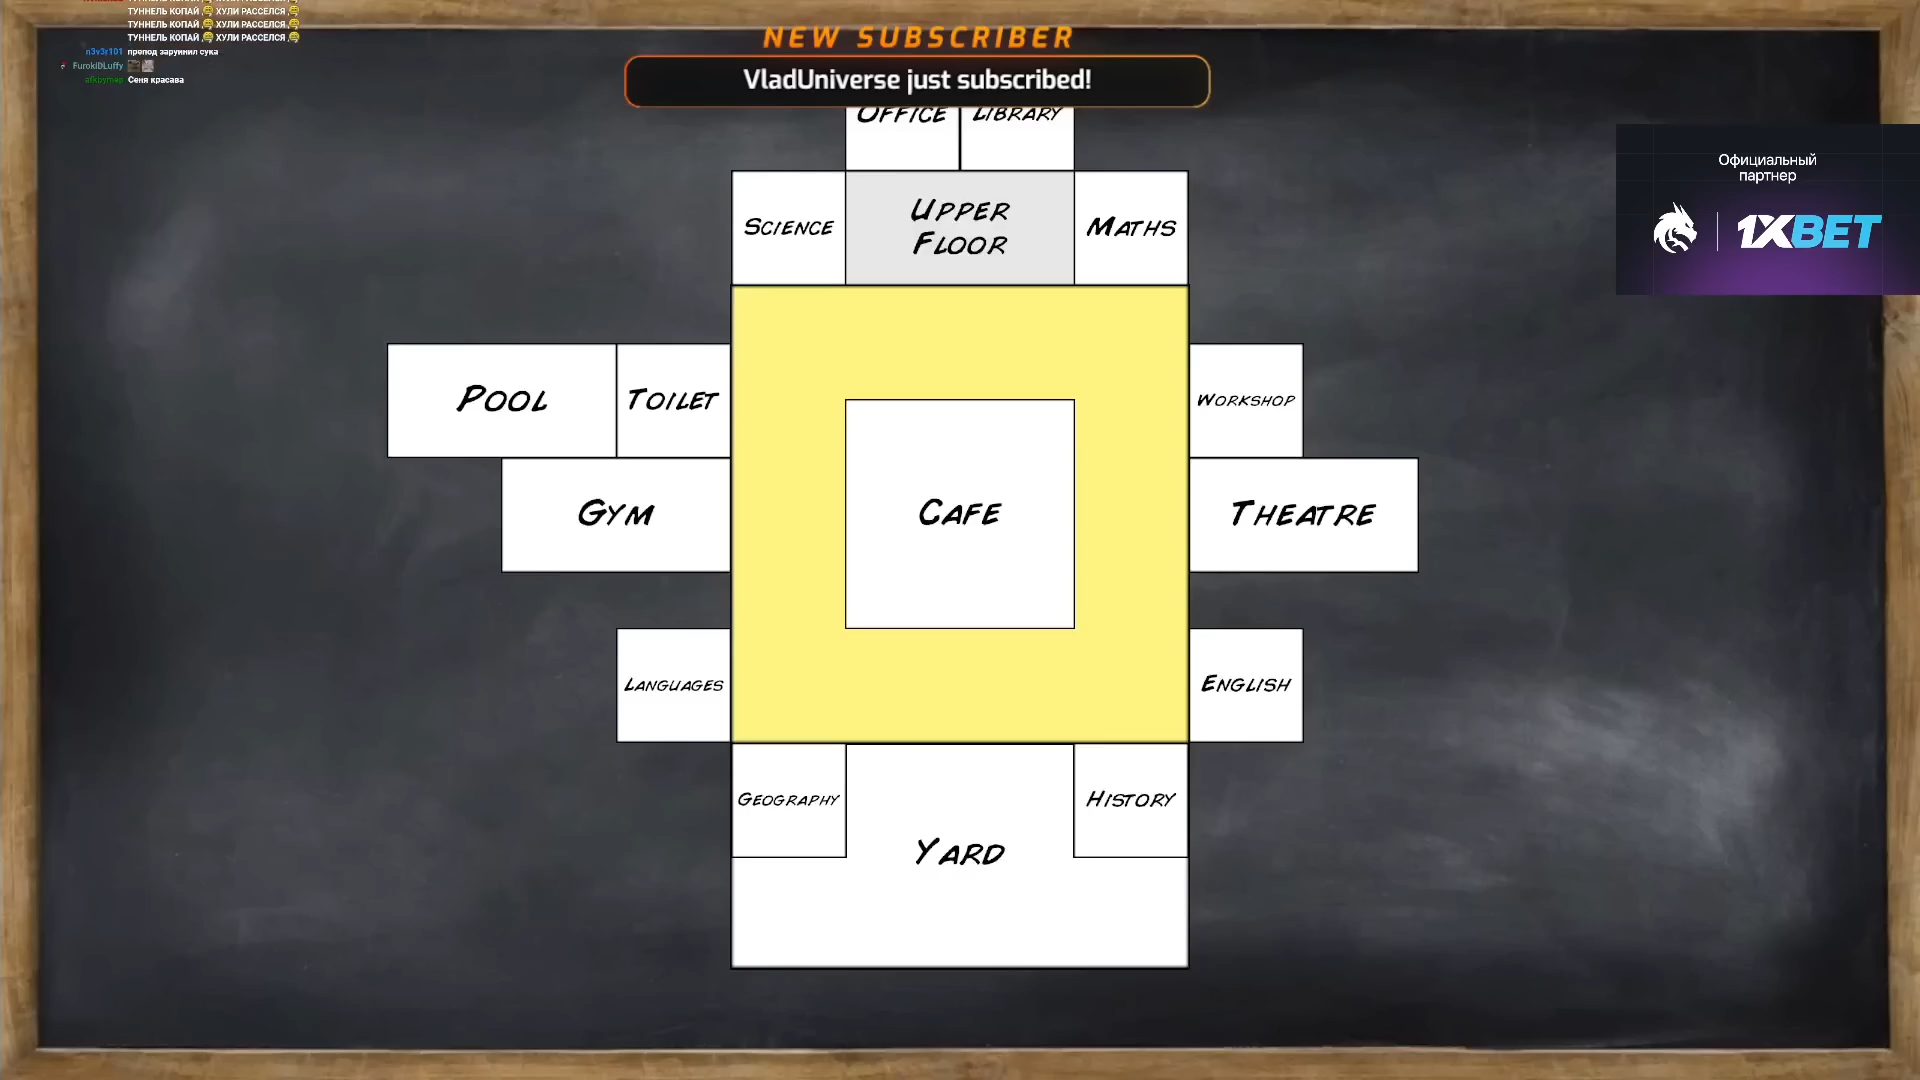 ТУННЕЛЬ КОПАЙ ХУЛИ РАССЕЛСЯ
ТУННЕЛЬ КОПАЙ ХУЛИ РАССЕЛСЯ
ТУННЕЛЬ КОПАЙ ХУЛИ РАССЕЛСЯ
n3v3r101 препод заруинил сука
FurokiDLuffy
Сеня красава
NEW SUBSCRIBER
VladUniverse just subscribed!
OFFICE LIBRARY
SCIENCE
UPPER
FLOOR
MATHS
Официальный
партнер
1XBET
POOL
TOILET
WORKSHOP
GYM
CAFE
THEATRE
LANGUAGES
ENGLISH
GEOGRAPHY
HISTORY
YARD